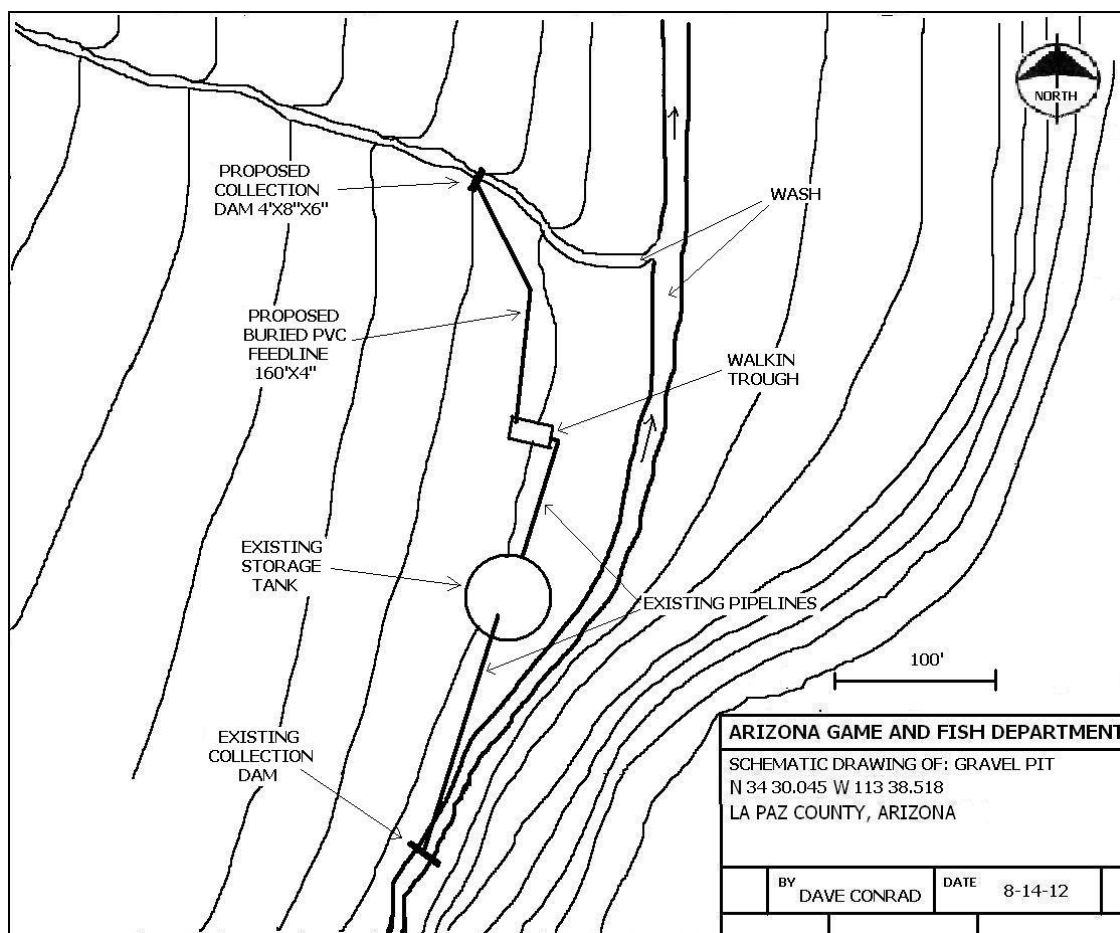 NORTH
PROPOSED
COLLECTION
DAM 4'X8"X6"
WASH
PROPOSED
BURIED PVC
FEEDLINE
160'X4"
WALKIN
TROUGH
EXISTING
STORAGE
TANK
EXISTING PIPELINES
100'
EXISTING
COLLECTION
DAM
ARIZONA GAME AND FISH DEPARTMENT
SCHEMATIC DRAWING OF: GRAVEL PIT
N 34 30.045 W 113 38.518
LA PAZ COUNTY, ARIZONA
BY
DAVE CONRAD
DATE
8-14-12